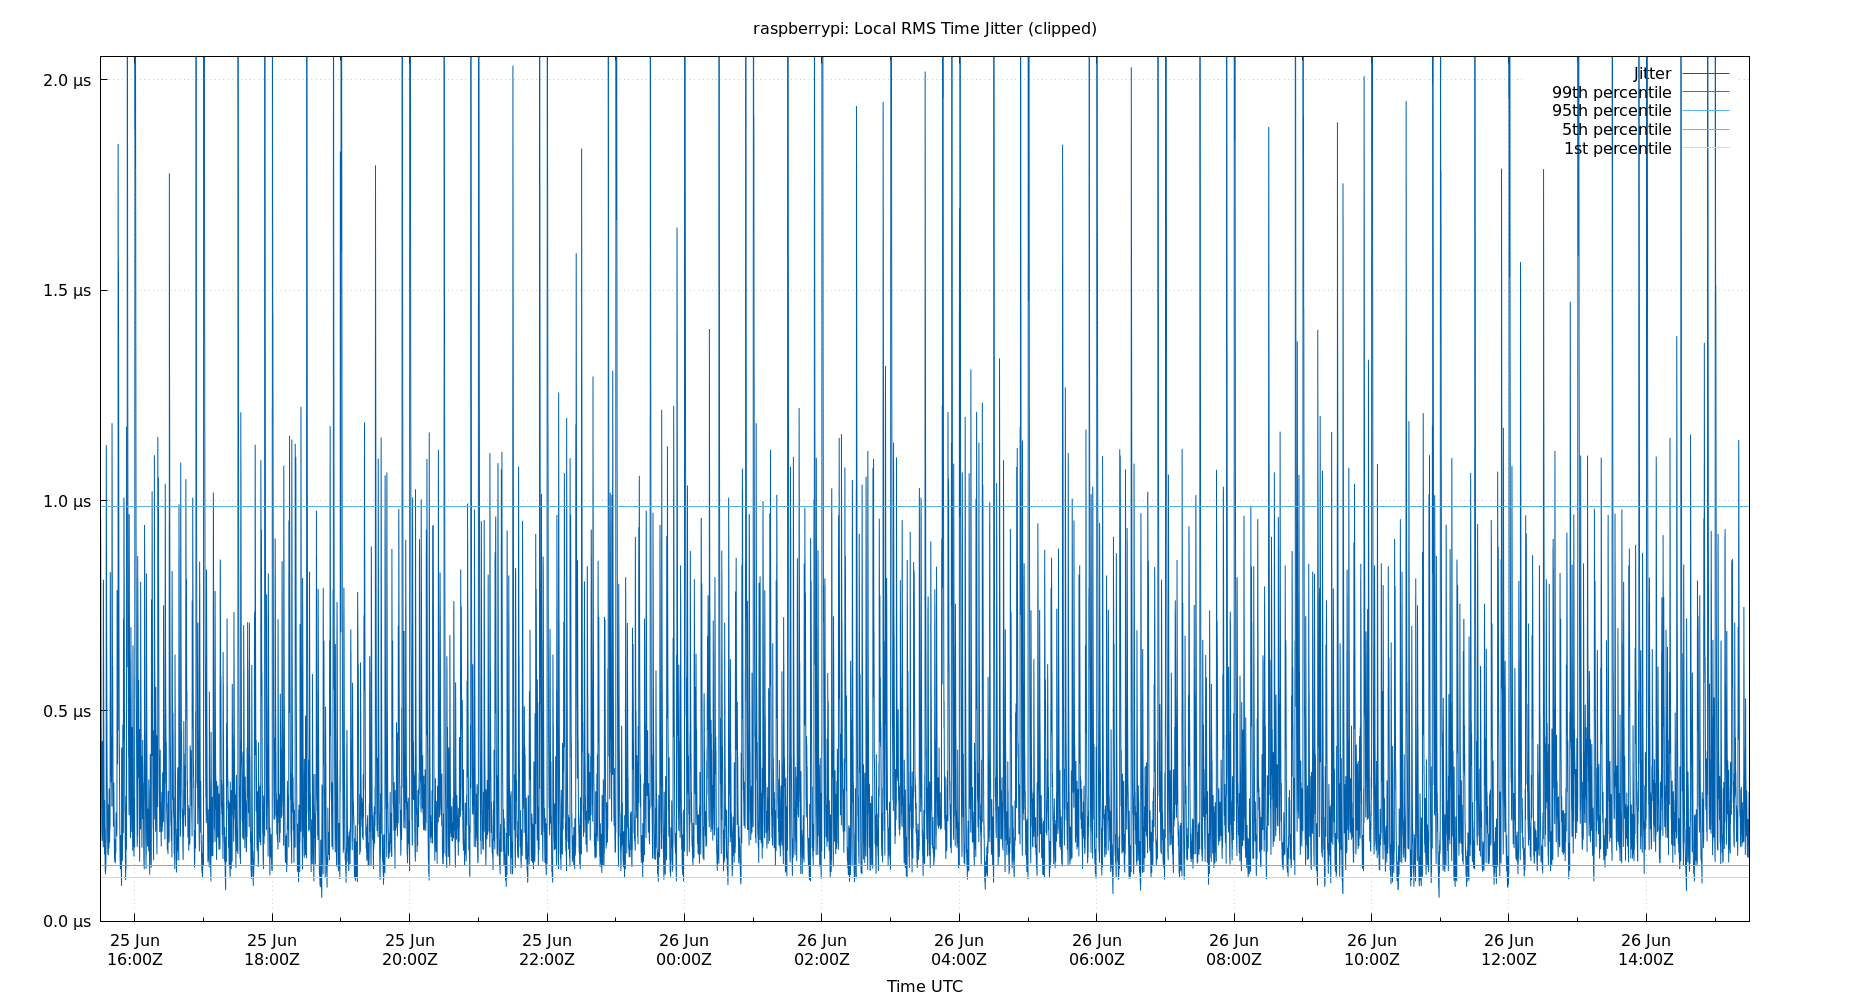 raspberrypi: Local RMS Time Jitter (clipped)
2.0 µs
1.5 µs
1.0 µs
0.5 µs
0.0 µs
Jitter
99th percentile
95th percentile
5th percentile
1st percentile
25 Jun 25 Jun 25 Jun 25 Jun 26 Jun 26 Jun 26 Jun 26 Jun 26 Jun 26 Jun 26 Jun 26 Jun
16:00Z 18:00Z 20:00Z 22:00Z 00:00Z 02:00Z 04:00Z 06:00Z 08:00Z 10:00Z 12:00Z 14:00Z
Time UTC